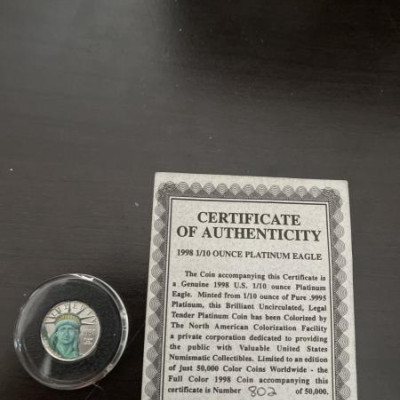 CERTIFICATE
OF AUTHENTICITY
1998 1/10 OUNCE PLATINUM EAGLE
The Coin accompanying this Certificate is
a Genuine 1998 U.S. 1/10 ounce Platinum
Eagle. Minted from 1/10 ounce of Pure .9995
Platinum, this Brilliant Uncirculated, Legal
Tender Platinum Coin has been Colorized by
The North American Colorization Facility
a private corporation dedicated to providing
the public with Valuable United States
Numismatic Collectibles. Limited to an edition
of Just 50,000 Color Coins Worldwide - the
Full Color 1998 Coin accompanying this
certificate is Number 802 of 50,000.